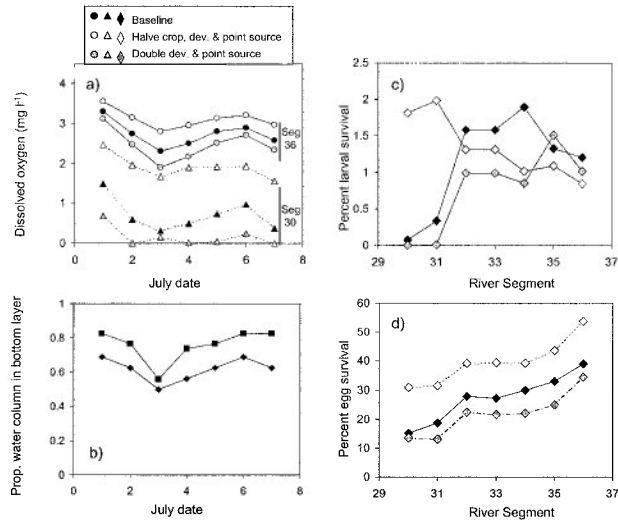 Baseline
Halve crop, dev. & point source
Double dev. & point source
a)
Dissolved oxygen (mg l-1)
4
3
2
1
0
Seg
36
Seg
30
0
2
4
6
8
July date
c)
Percent larval survival
2.5
2
1.5
1
0.5
0
29
31
33
35
37
River Segment
b)
Prop. water column in bottom layer
1
0.8
0.6
0.4
0.2
0
0
2
4
6
8
July date
d)
Percent egg survival
60
50
40
30
20
10
0
29
31
33
35
37
River Segment